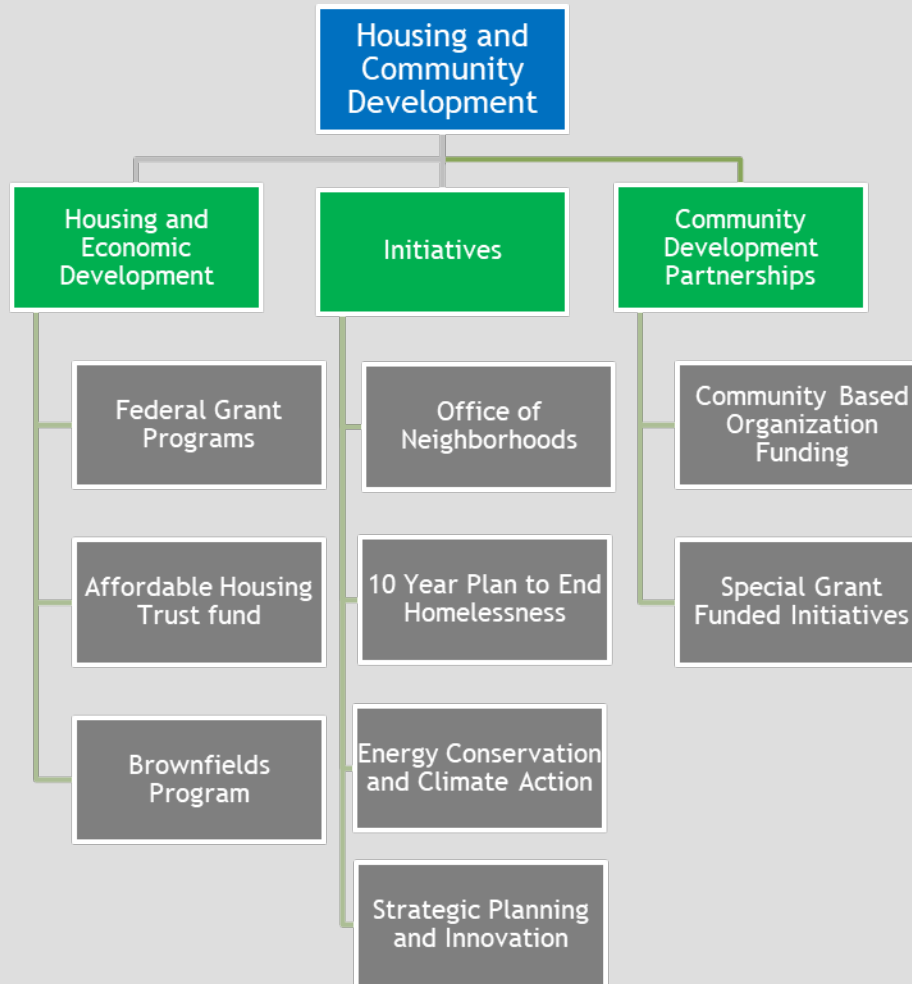 Housing and
Community
Development
Housing and
Economic
Development
Initiatives
Community
Development
Partnerships
Federal Grant
Programs
Affordable Housing
Trust fund
Brownfields
Program
Office of
Neighborhoods
10 Year Plan to End
Homelessness
Energy Conservation
and Climate Action
Strategic Planning
and Innovation
Community Based
Organization
Funding
Special Grant
Funded Initiatives